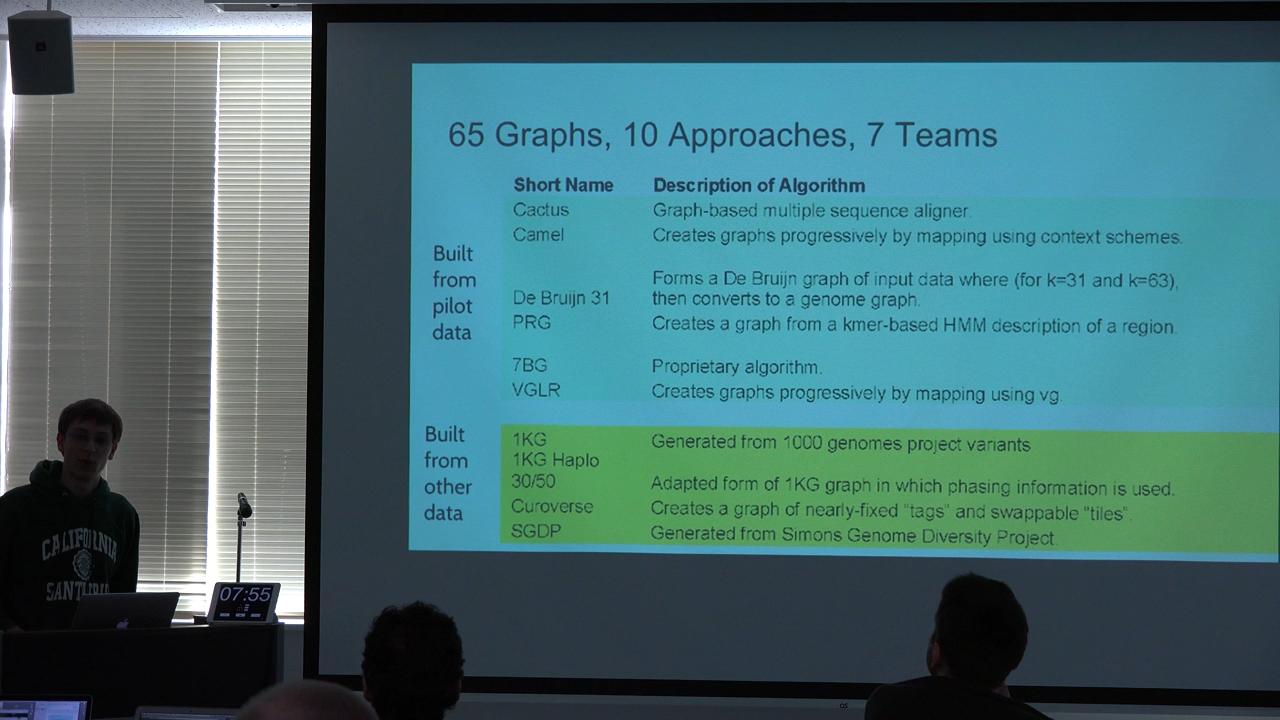 65 Graphs, 10 Approaches, 7 Teams
Short Name Description of Algorithm
Built from pilot data
Cactus Graph-based multiple sequence aligner.
Camel Creates graphs progressively by mapping using context schemes.
De Bruijn 31 Forms a De Bruijn graph of input data where (for k=31 and k=63),
then converts to a genome graph.
PRG Creates a graph from a kmer-based HMM description of a region.
7BG Proprietary algorithm.
VGLR Creates graphs progressively by mapping using vg.
Built from other data
1KG Generated from 1000 genomes project variants
1KG Haplo
30/50 Adapted form of 1KG graph in which phasing information is used.
Curoverse Creates a graph of nearly-fixed “tags” and swappable “tiles”.
SGDP Generated from Simons Genome Diversity Project.
CALIFORNIA
07:55